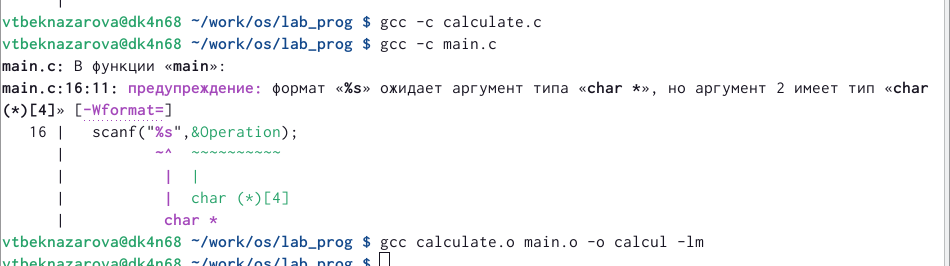 vtbeknazarova@dk4n68 ~/work/os/lab_prog $ gcc -c calculate.c
vtbeknazarova@dk4n68 ~/work/os/lab_prog $ gcc -c main.c
main.c: В функции «main»:
main.c:16:11: предупреждение: формат «%s» ожидает аргумент типа «char *», но аргумент 2 имеет тип «char
(*)[4]» [-Wformat=]
16 | scanf("%s",&Operation);
| ~^ ~~~~~~~~~~
| | |
| | char (*)[4]
| char *
vtbeknazarova@dk4n68 ~/work/os/lab_prog $ gcc calculate.o main.o -o calcul -lm
vtbeknazarova@dk4n68 ~/work/os/lab_prog $